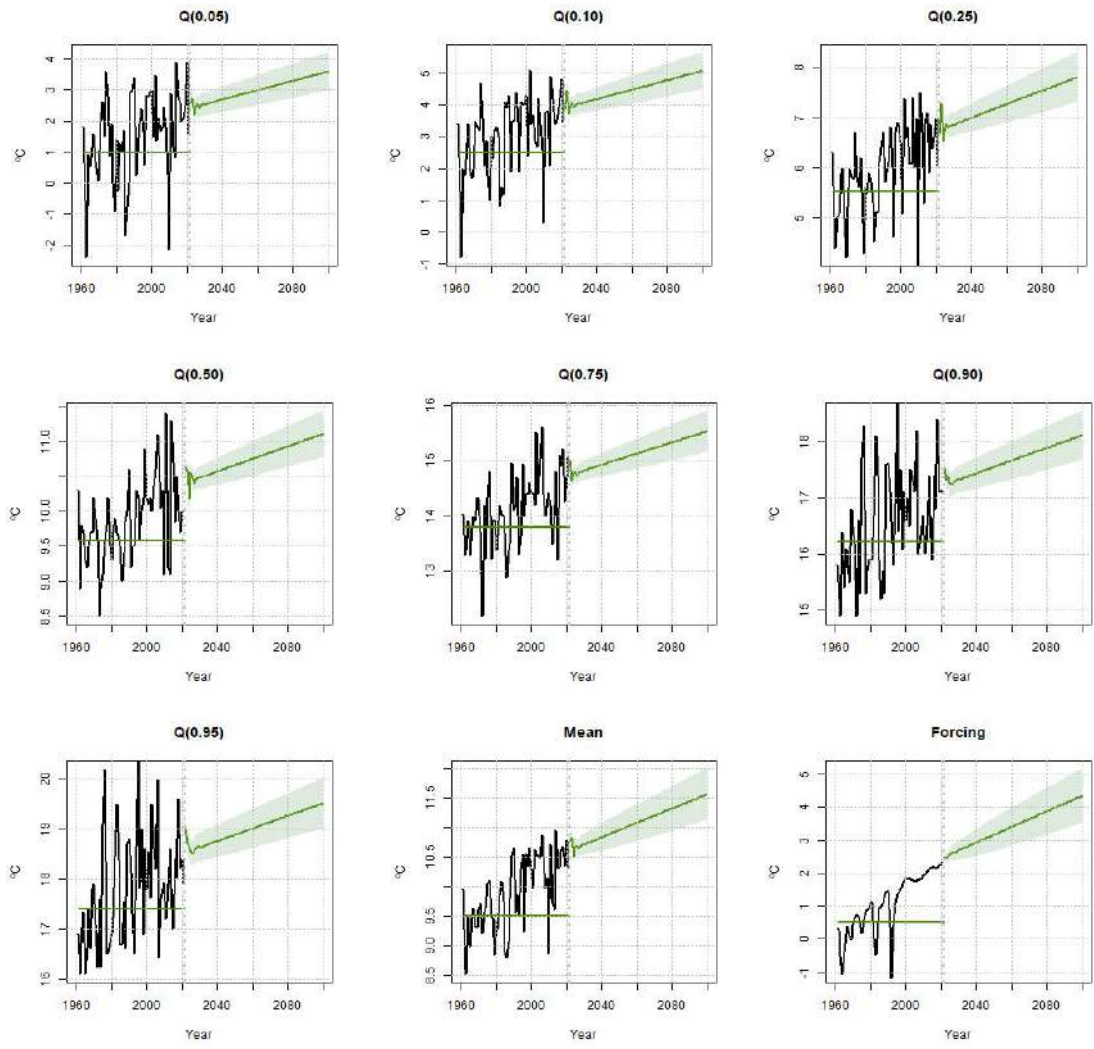 Q(0.05) Q(0.10) Q(0.25)
4 3 2 1 0 -1 -2 ºC
5 4 3 2 1 0 -1 ºC
8 7 6 5 ºC
1960 2000 2040 2080 1960 2000 2040 2080 1960 2000 2040 2080
Year Year Year
Q(0.50) Q(0.75) Q(0.90)
11.0 10.0 9.5 9.0 8.5 ºC
16 15 14 13 ºC
18 17 16 15 ºC
1960 2000 2040 2080 1960 2000 2040 2080 1960 2000 2040 2080
Year Year Year
Q(0.95) Mean Forcing
20 19 18 17 16 ºC
11.5 10.5 9.5 9.0 8.5 ºC
5 4 3 2 1 0 -1 ºC
1960 2000 2040 2080 1960 2000 2040 2080 1960 2000 2040 2080
Year Year Year